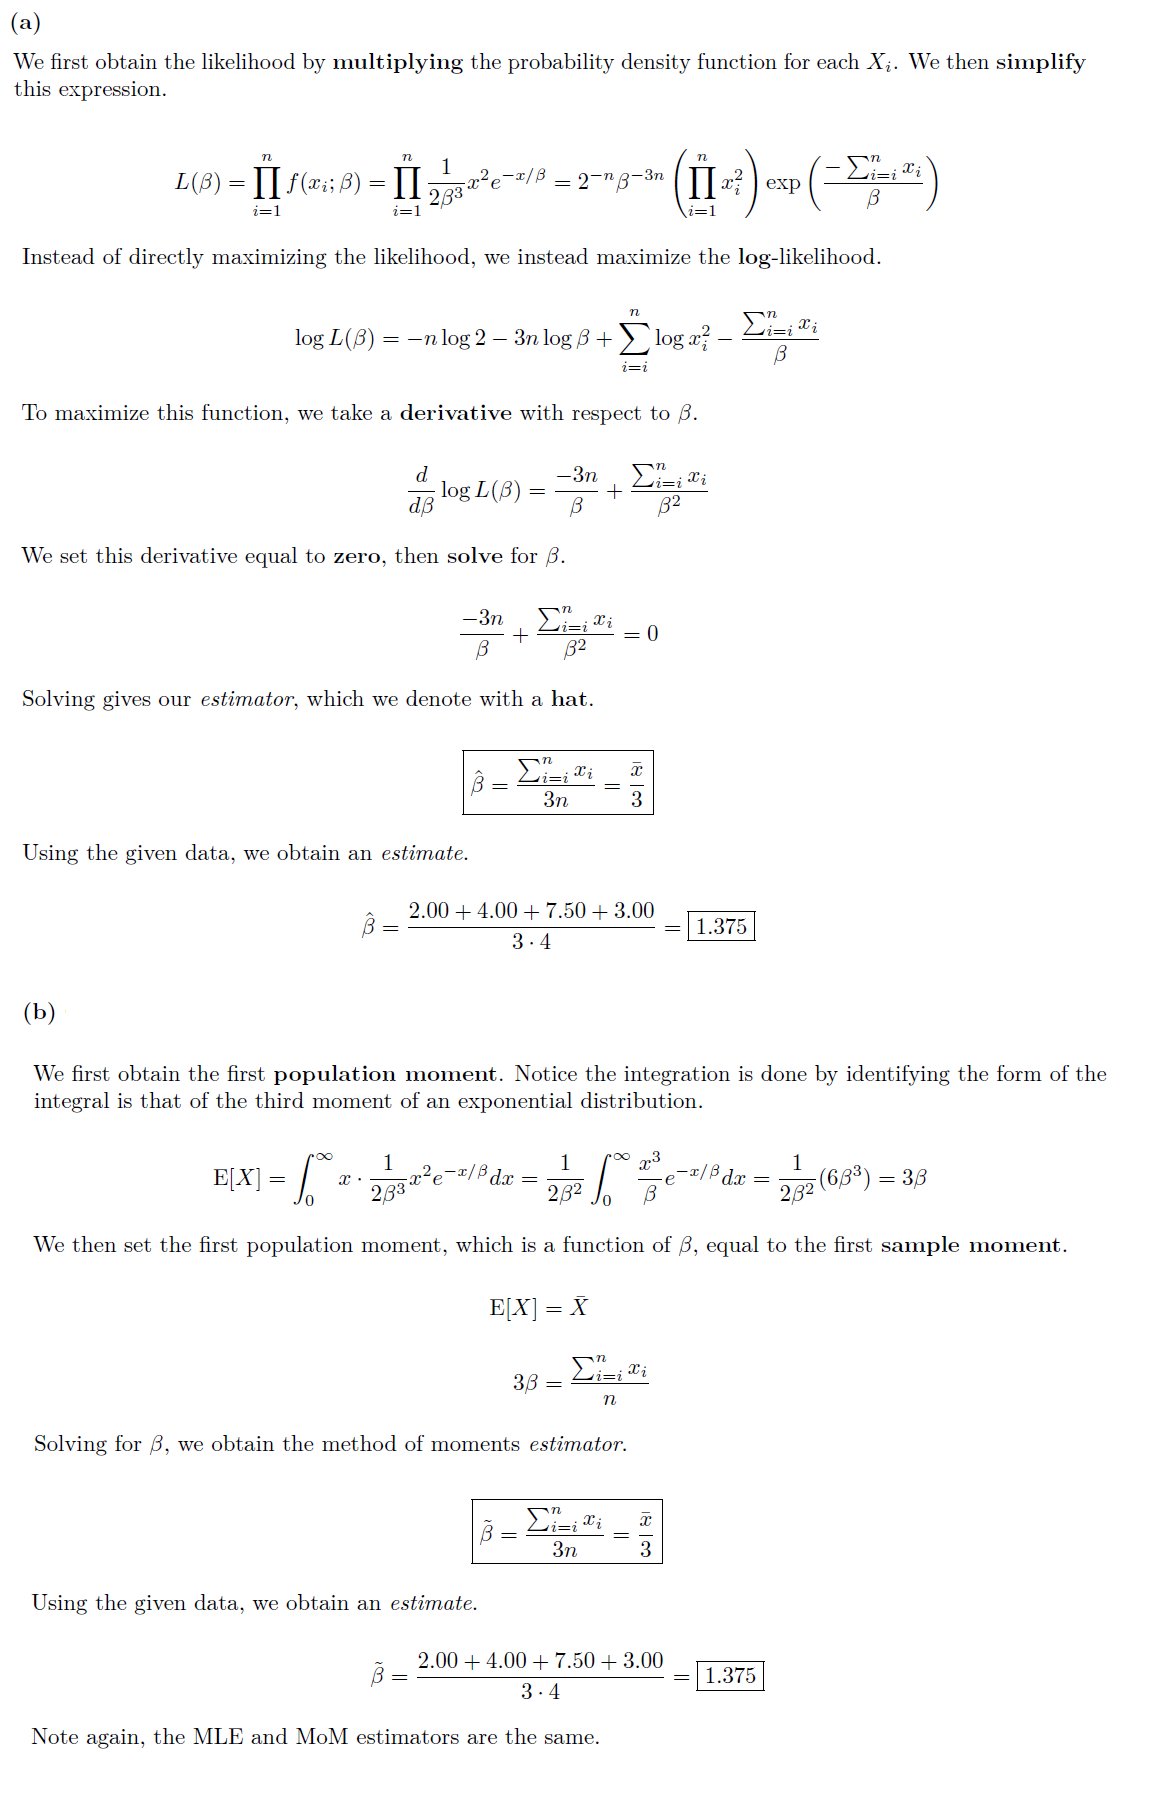 (a)
We first obtain the likelihood by multiplying the probability density function for each $X_i$. We then simplify
this expression.
$L(\beta) = \prod_{i=1}^{n} f(x_i; \beta) = \prod_{i=1}^{n} \frac{1}{2\beta^3} x^2 e^{-x/\beta} = 2^{-n} \beta^{-3n} \left( \prod_{i=1}^{n} x_i^2 \right) \exp \left( \frac{-\sum_{i=i}^{n} x_i}{\beta} \right)$
Instead of directly maximizing the likelihood, we instead maximize the log-likelihood.
$\log L(\beta) = -n \log 2 - 3n \log \beta + \sum_{i=i}^{n} \log x_i^2 - \frac{\sum_{i=i}^{n} x_i}{\beta}$
To maximize this function, we take a derivative with respect to $\beta$.
$\frac{d}{d\beta} \log L(\beta) = \frac{-3n}{\beta} + \frac{\sum_{i=i}^{n} x_i}{\beta^2}$
We set this derivative equal to zero, then solve for $\beta$.
$\frac{-3n}{\beta} + \frac{\sum_{i=i}^{n} x_i}{\beta^2} = 0$
Solving gives our estimator, which we denote with a hat.
$\hat{\beta} = \frac{\sum_{i=i}^{n} x_i}{3n} = \frac{\bar{x}}{3}$
Using the given data, we obtain an estimate.
$\hat{\beta} = \frac{2.00 + 4.00 + 7.50 + 3.00}{3 \cdot 4} = 1.375$
(b)
We first obtain the first population moment. Notice the integration is done by identifying the form of the
integral is that of the third moment of an exponential distribution.
$\mathrm{E}[X] = \int_0^\infty x \cdot \frac{1}{2\beta^3} x^2 e^{-x/\beta} dx = \frac{1}{2\beta^2} \int_0^\infty \frac{x^3}{\beta} e^{-x/\beta} dx = \frac{1}{2\beta^2} (6\beta^3) = 3\beta$
We then set the first population moment, which is a function of $\beta$, equal to the first sample moment.
$\mathrm{E}[X] = \bar{X}$
$3\beta = \frac{\sum_{i=i}^{n} x_i}{n}$
Solving for $\beta$, we obtain the method of moments estimator.
$\tilde{\beta} = \frac{\sum_{i=i}^{n} x_i}{3n} = \frac{\bar{x}}{3}$
Using the given data, we obtain an estimate.
$\tilde{\beta} = \frac{2.00 + 4.00 + 7.50 + 3.00}{3 \cdot 4} = 1.375$
Note again, the MLE and MoM estimators are the same.